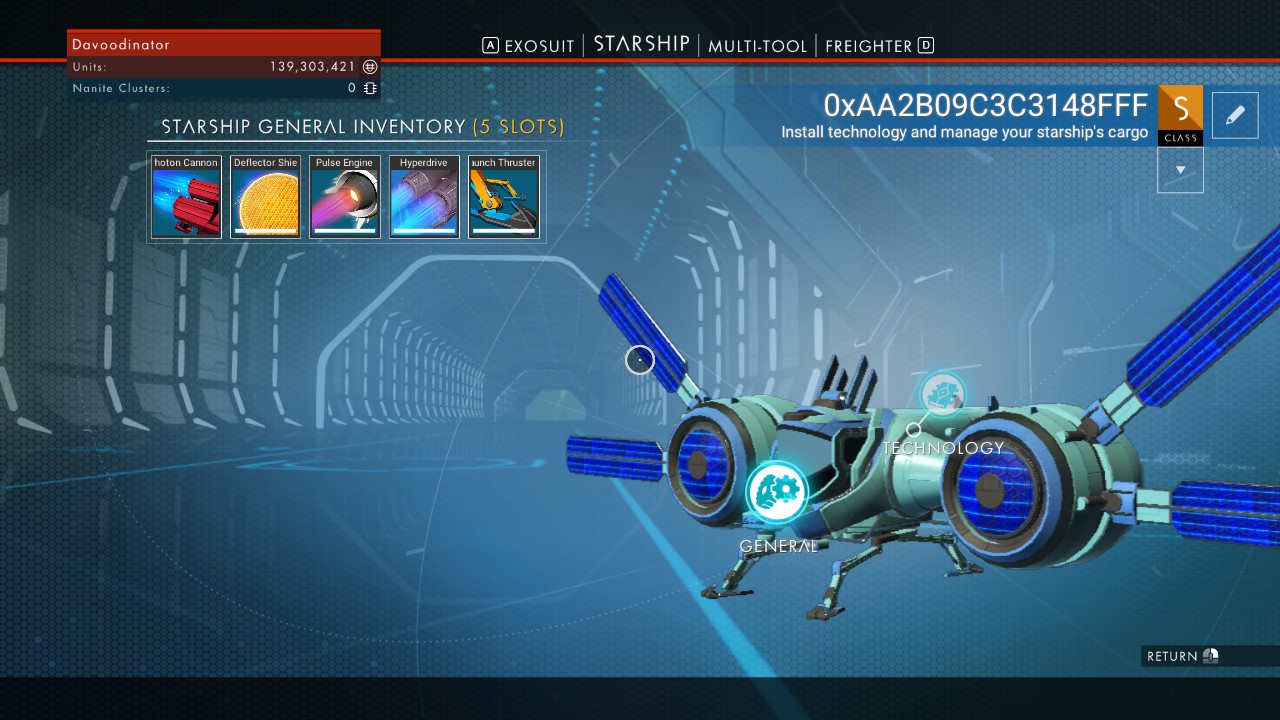 Davoodinator
Units: 139,303,421
Nanite Clusters: 0
A EXOSUIT STARSHIP MULTI-TOOL FREIGHTER D
0xAA2B09C3C3148FFF
Install technology and manage your starship's cargo
S
CLASS
STARSHIP GENERAL INVENTORY (5 SLOTS)
hoton Cannon Deflector Shie Pulse Engine Hyperdrive unch Thruster
TECHNOLOGY
GENERAL
RETURN